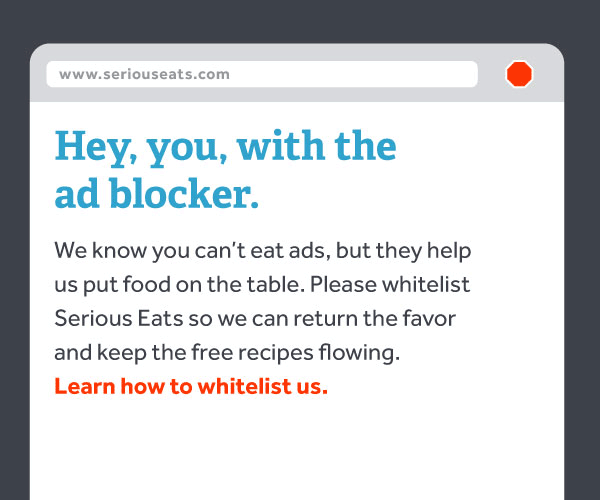 www.seriouseats.com
Hey, you, with the
ad blocker.
We know you can’t eat ads, but they help
us put food on the table. Please whitelist
Serious Eats so we can return the favor
and keep the free recipes flowing.
Learn how to whitelist us.